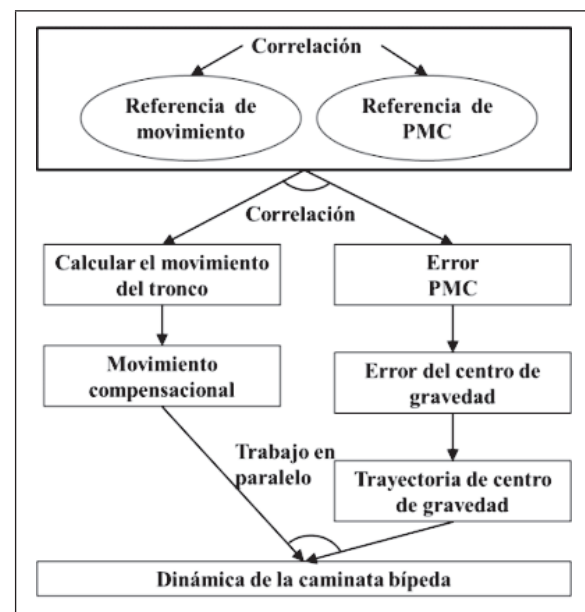 Correlación
Referencia de
movimiento
Referencia de
PMC
Correlación
Calcular el movimiento
del tronco
Error
PMC
Movimiento
compensacional
Error del centro de
gravedad
Trabajo en
paralelo
Trayectoria de centro
de gravedad
Dinámica de la caminata bípeda